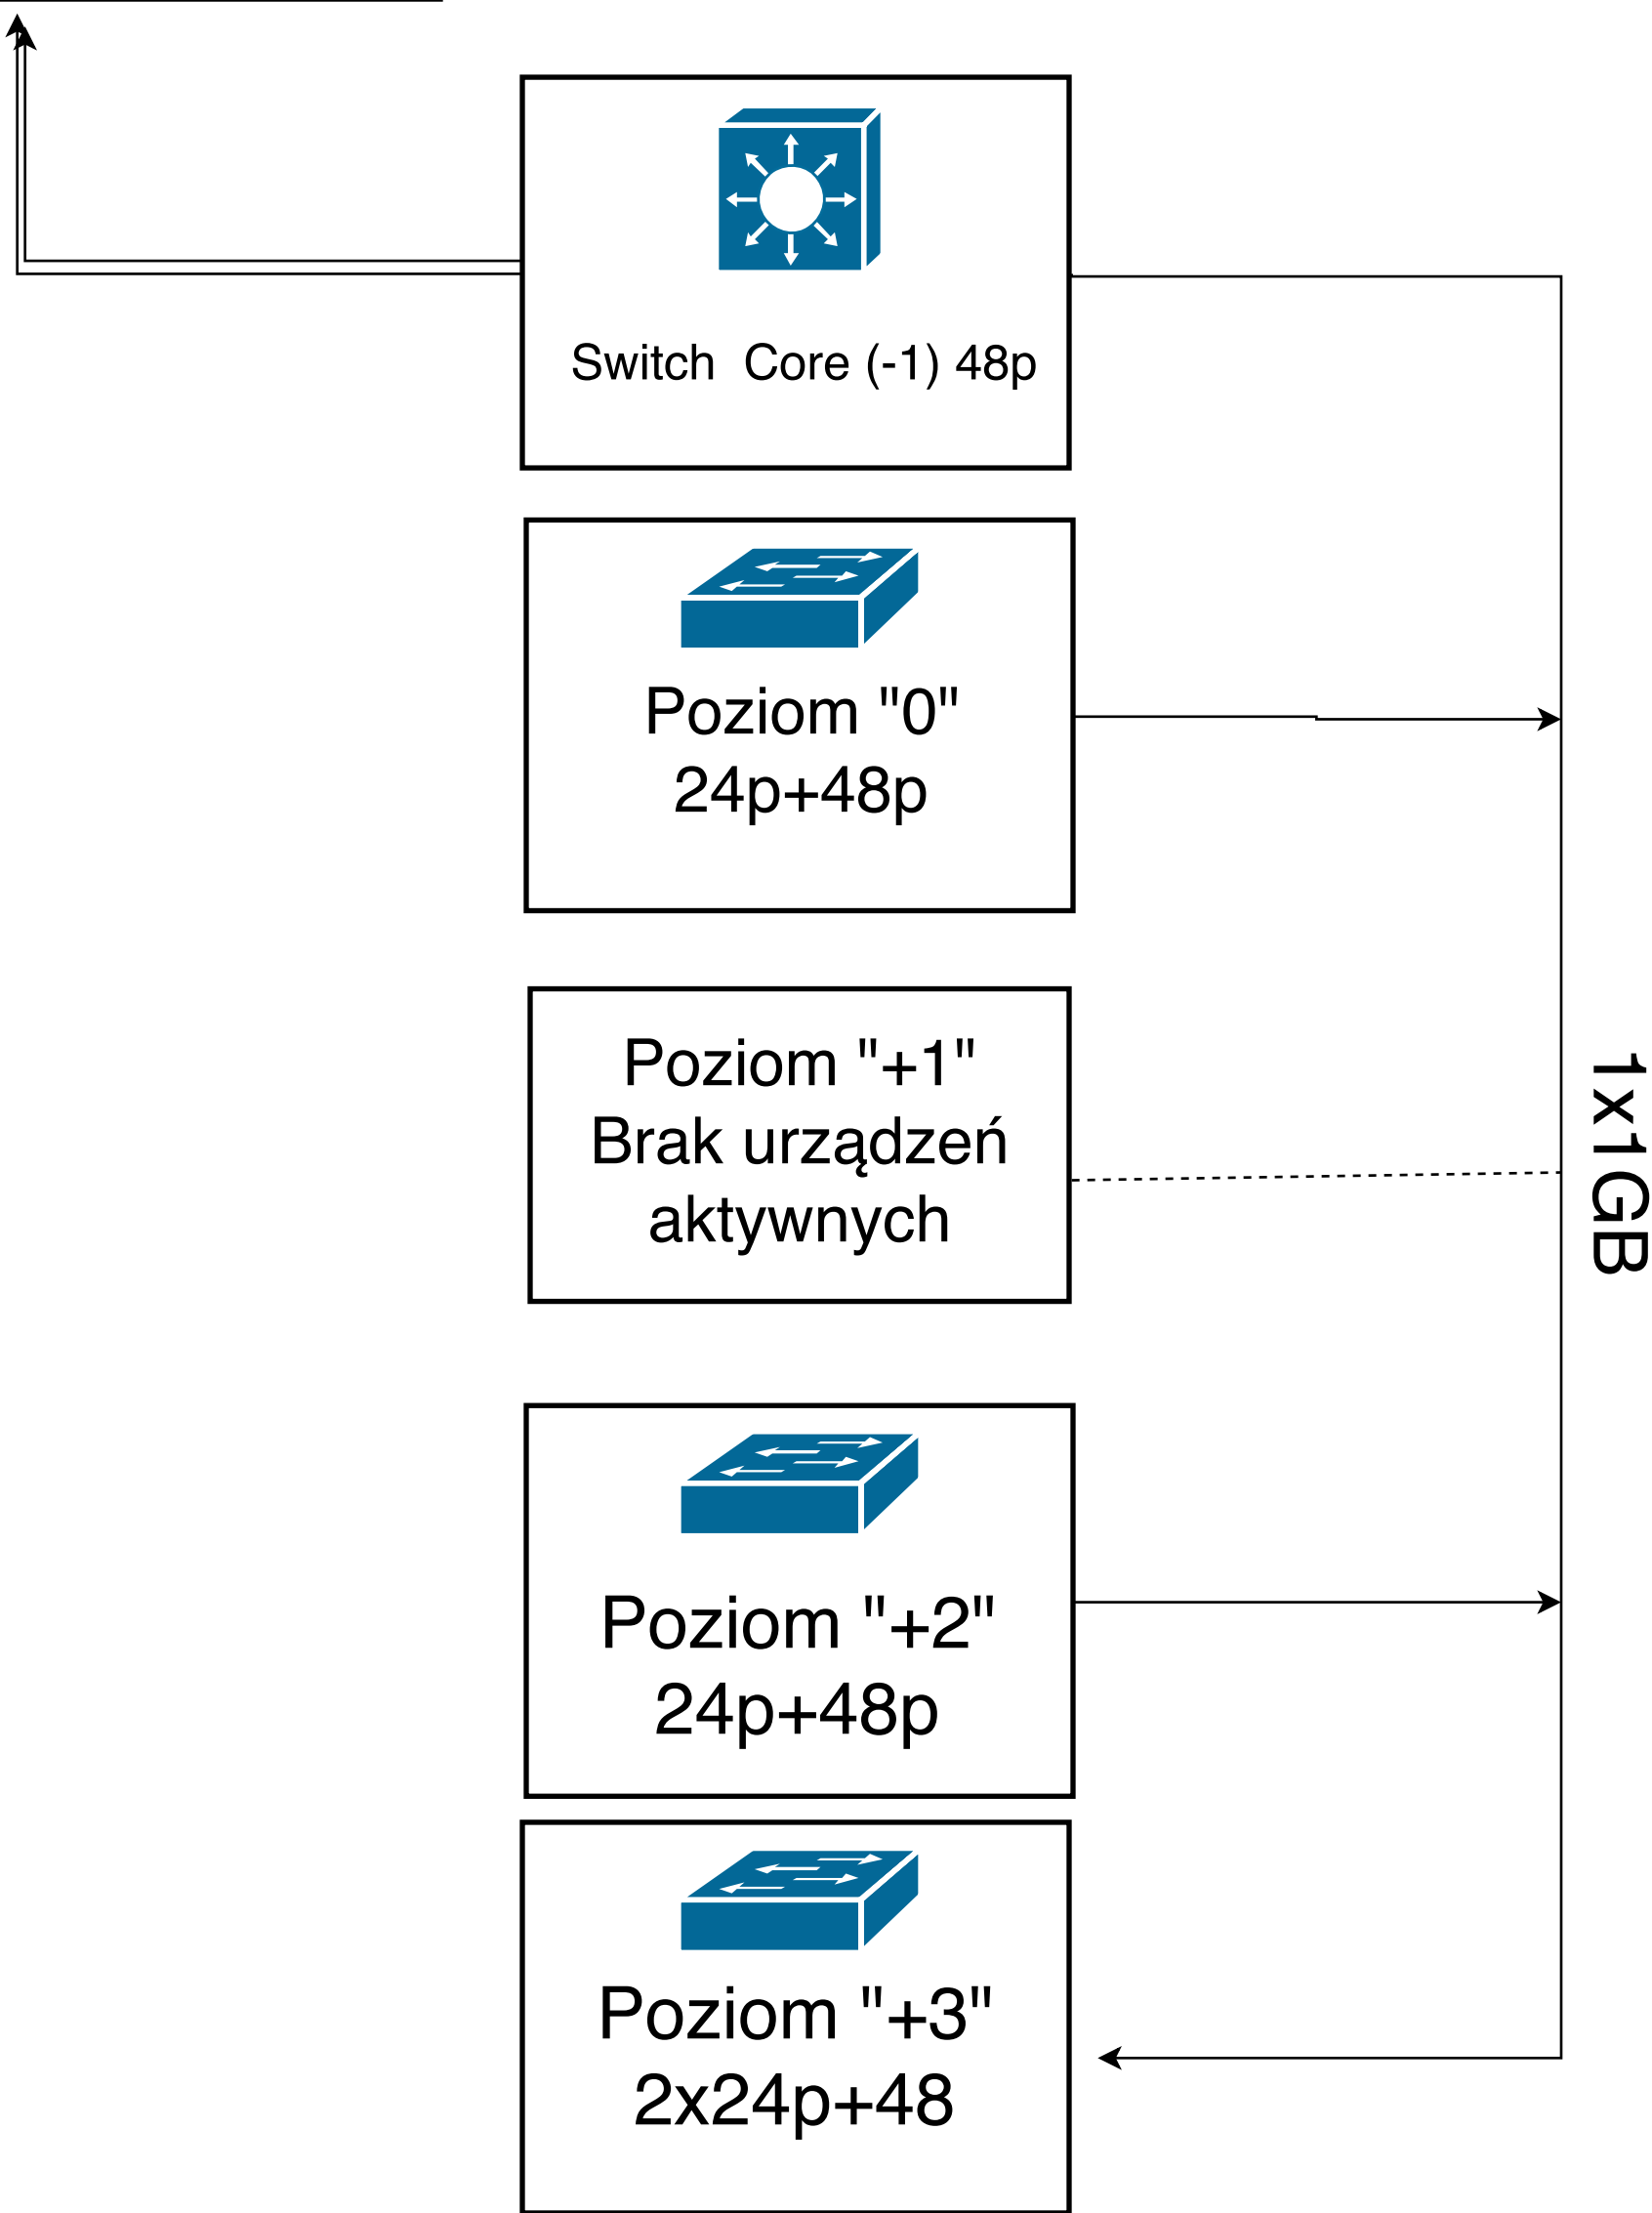 Switch Core (-1) 48p
Poziom "0"
24p+48p
Poziom "+1"
Brak urządzeń
aktywnych
1x1GB
Poziom "+2"
24p+48p
Poziom "+3"
2x24p+48